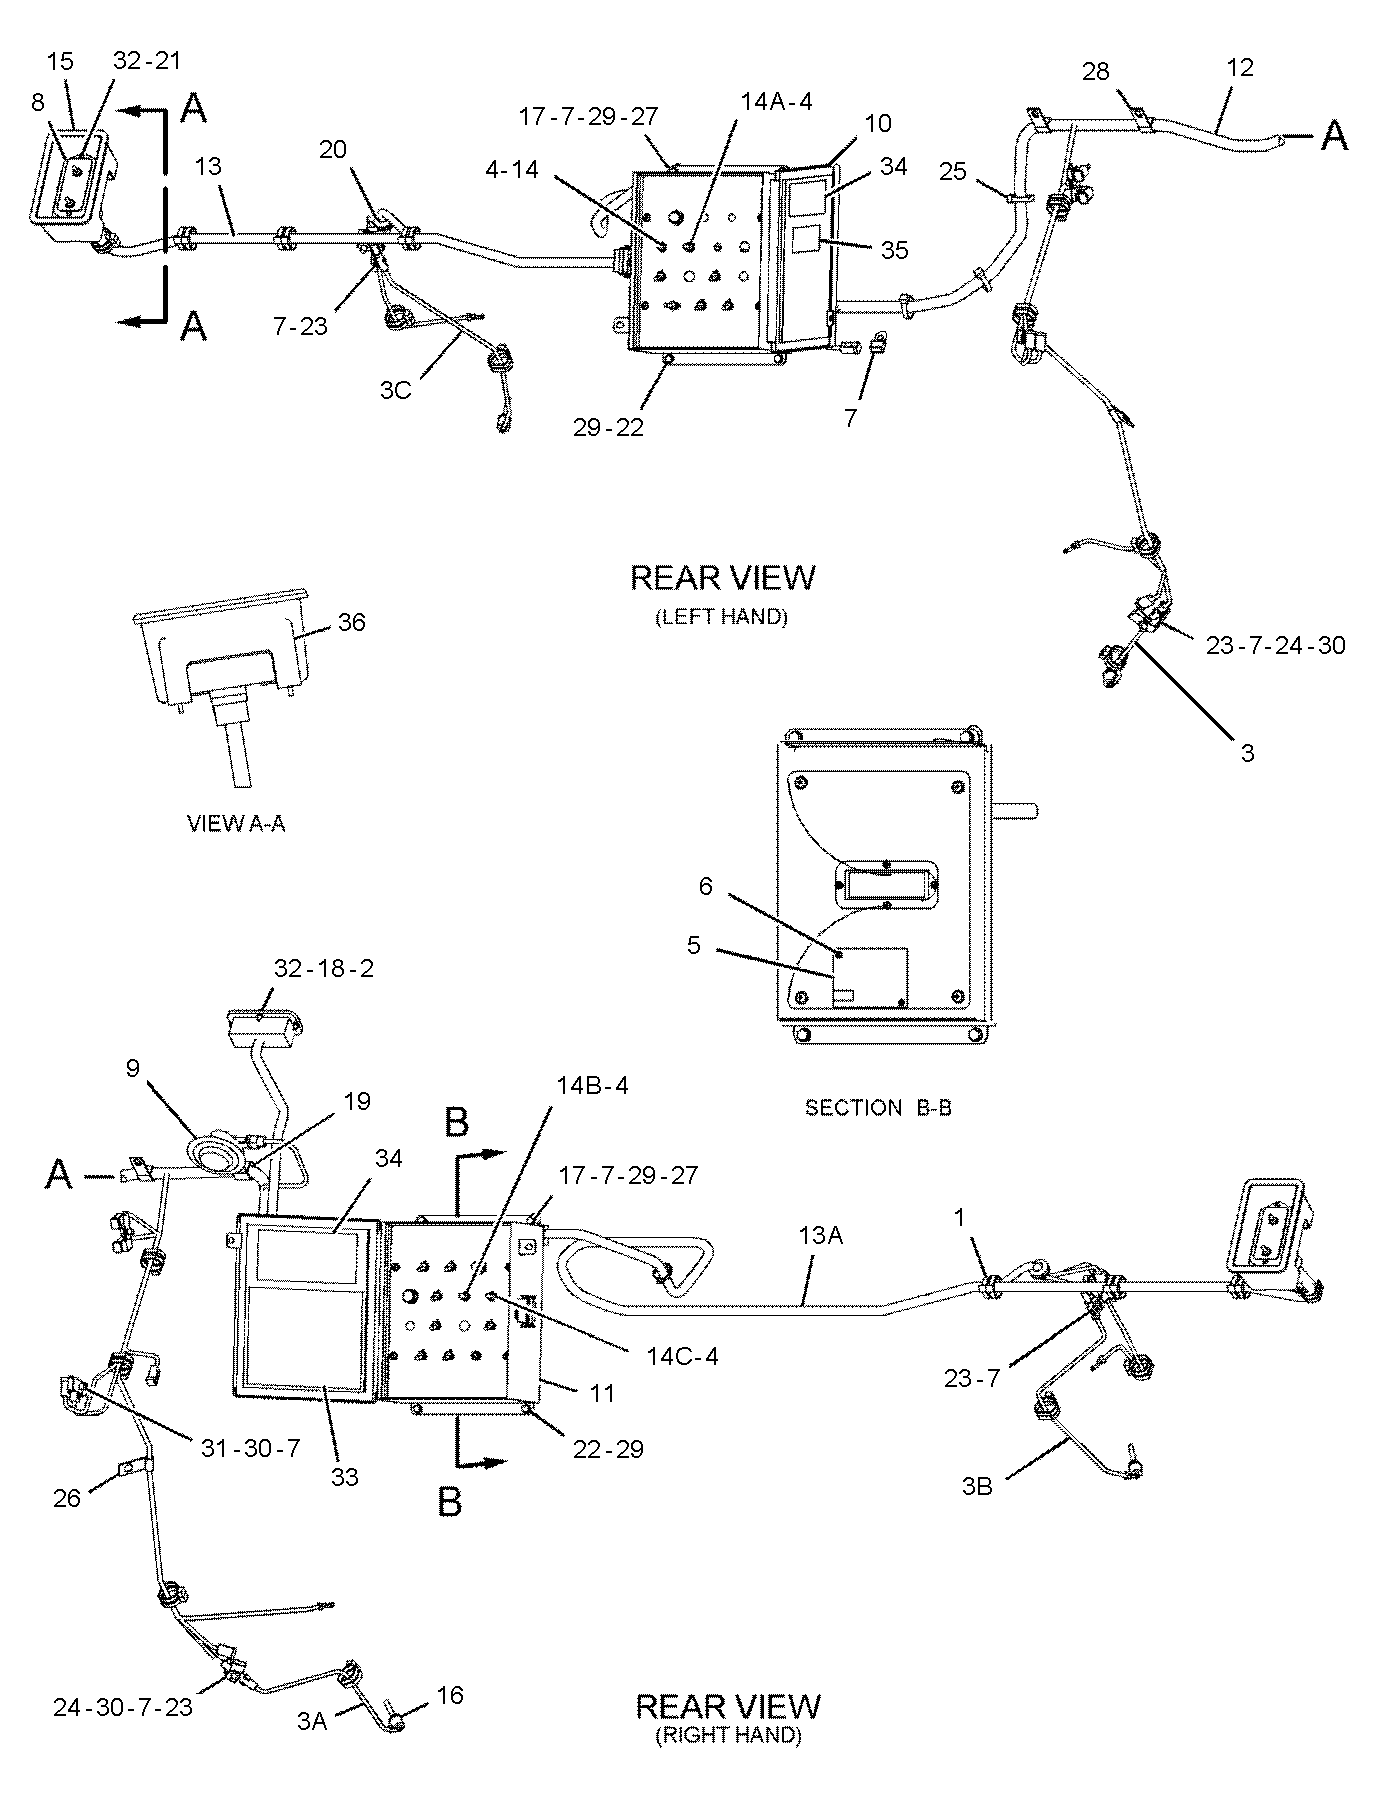 15
32-21
8
A
20
13
17-7-29-27
14A-4
10
4-14
34
28
12
A
25
35
A
7-23
3C
7
29-22
REAR VIEW
(LEFT HAND)
36
23-7-24-30
3
VIEW A-A
6
5
32-18-2
9
14B-4
SECTION B-B
19
B
34
A
17-7-29-27
1
13A
14C-4
23-7
11
31-30-7
22-29
33
26
B
3B
24-30-7-23
3A
16
REAR VIEW
(RIGHT HAND)